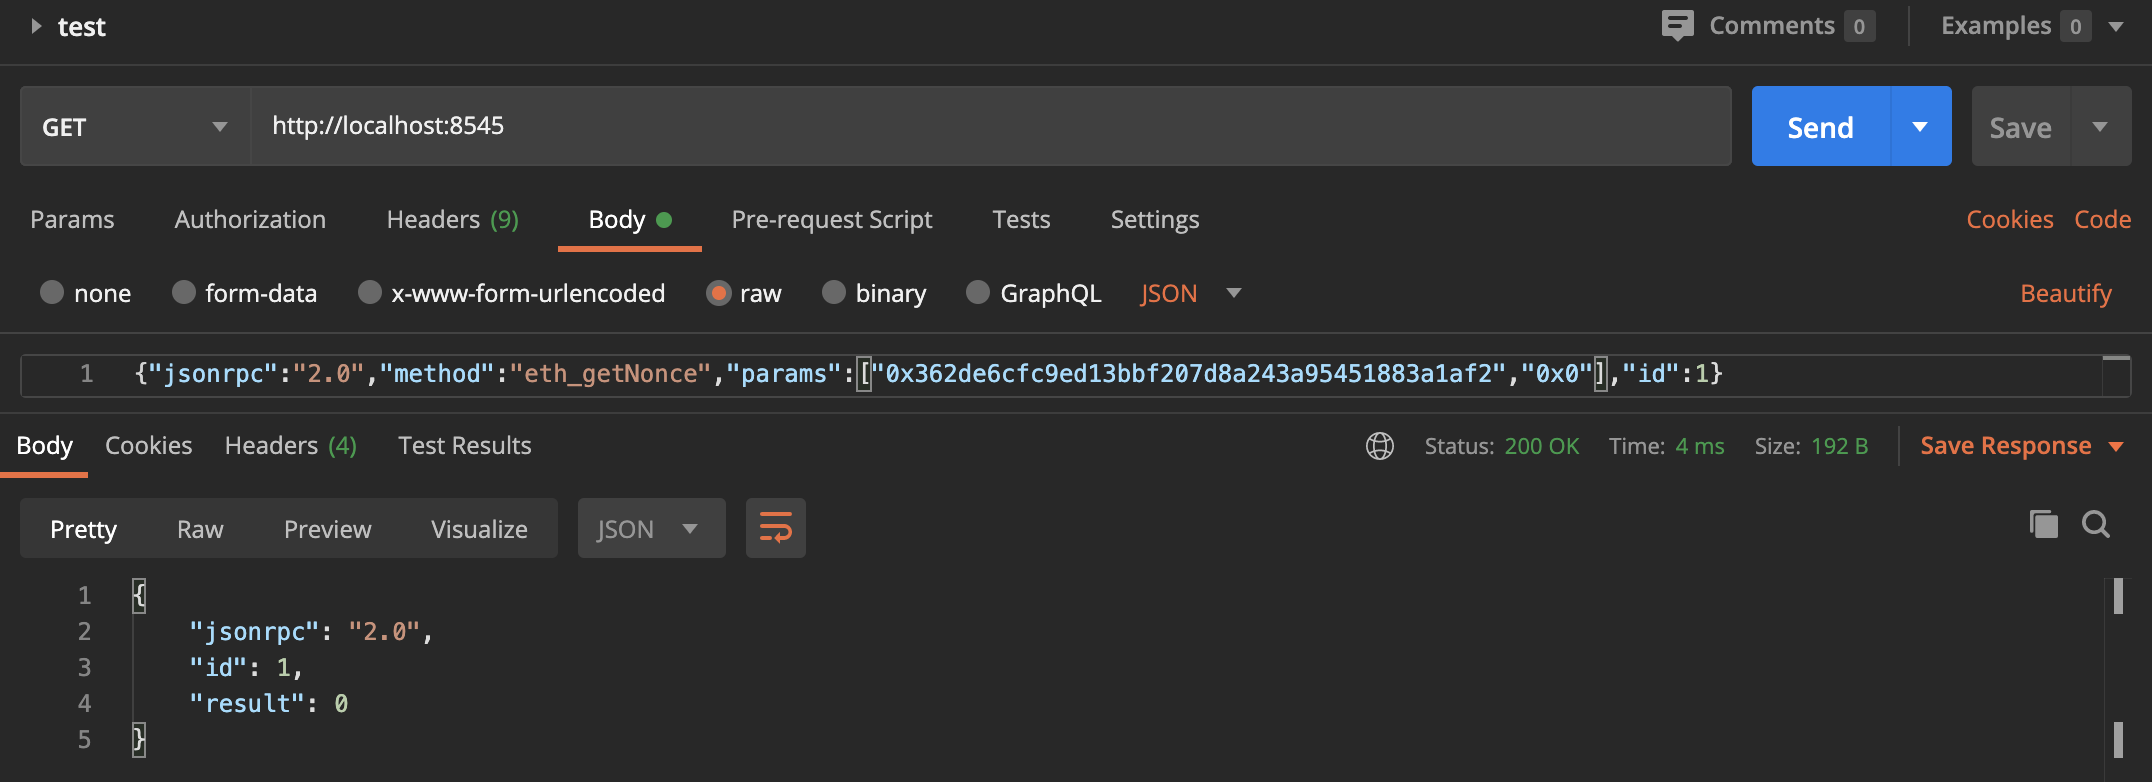 test Comments 0 Examples 0
GET http://localhost:8545 Send Save
Params Authorization Headers (9) Body Pre-request Script Tests Settings Cookies Code
none form-data x-www-form-urlencoded raw binary GraphQL JSON Beautify
1 {"jsonrpc":"2.0","method":"eth_getNonce","params":["0x362de6cfc9ed13bbf207d8a243a95451883a1af2","0x0"],"id":1}
Body Cookies Headers (4) Test Results Status: 200 OK Time: 4 ms Size: 192 B Save Response
Pretty Raw Preview Visualize JSON
1 {
2 "jsonrpc": "2.0",
3 "id": 1,
4 "result": 0
5 }